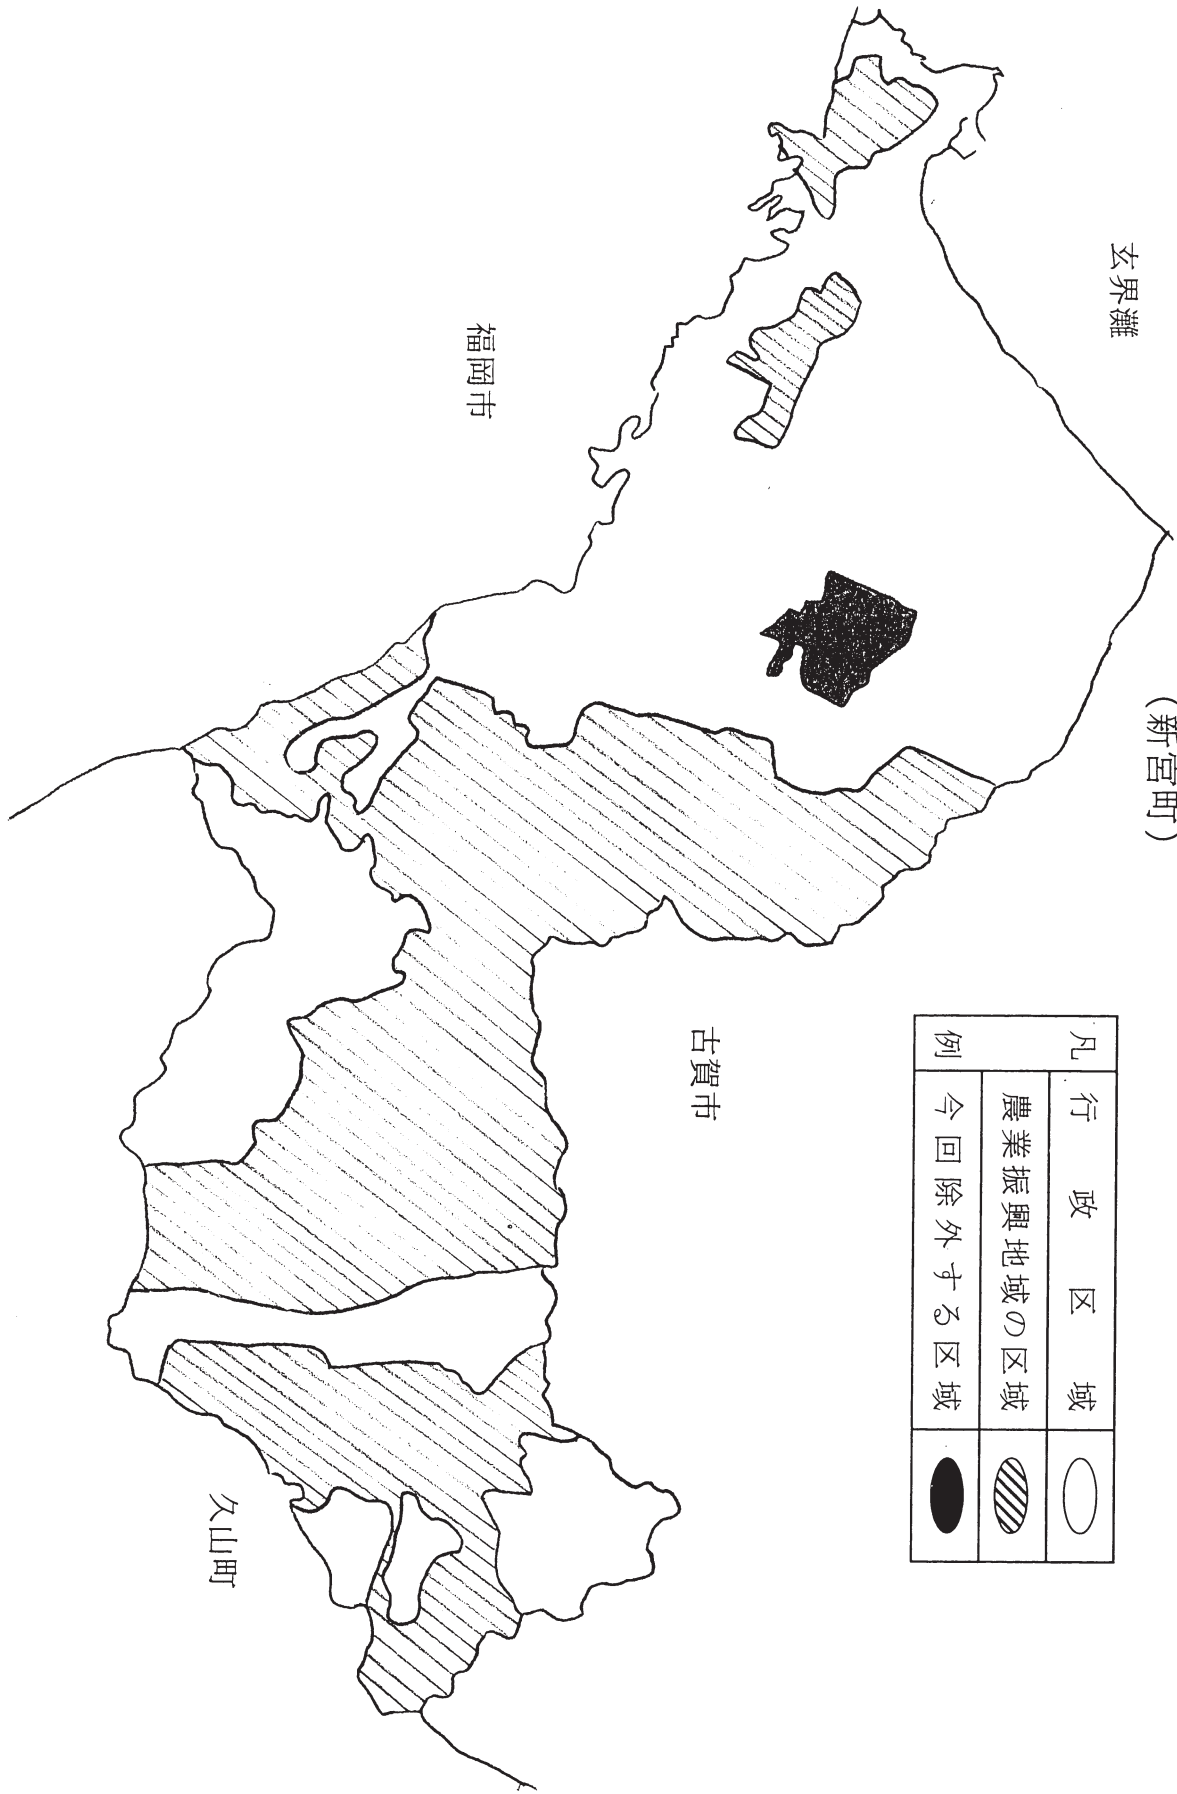 (新宮町)
玄界灘
福岡市
古賀市
久山町
凡例
行政区域
農業振興地域の区域
今回除外する区域